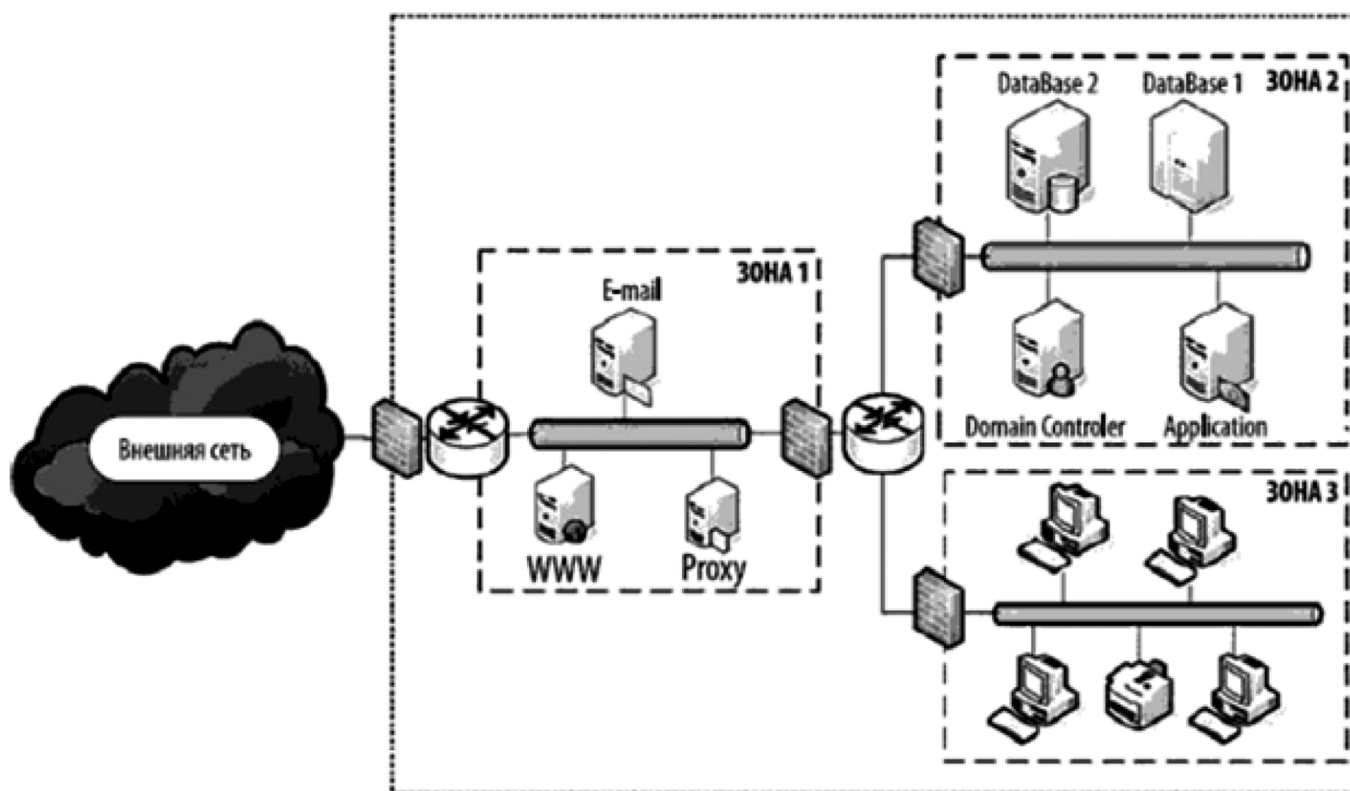 DataBase 2
DataBase 1
ЗОНА 2
ЗОНА 1
E-mail
Внешняя сеть
WWW
Proxy
Domain Controler
Application
ЗОНА 3